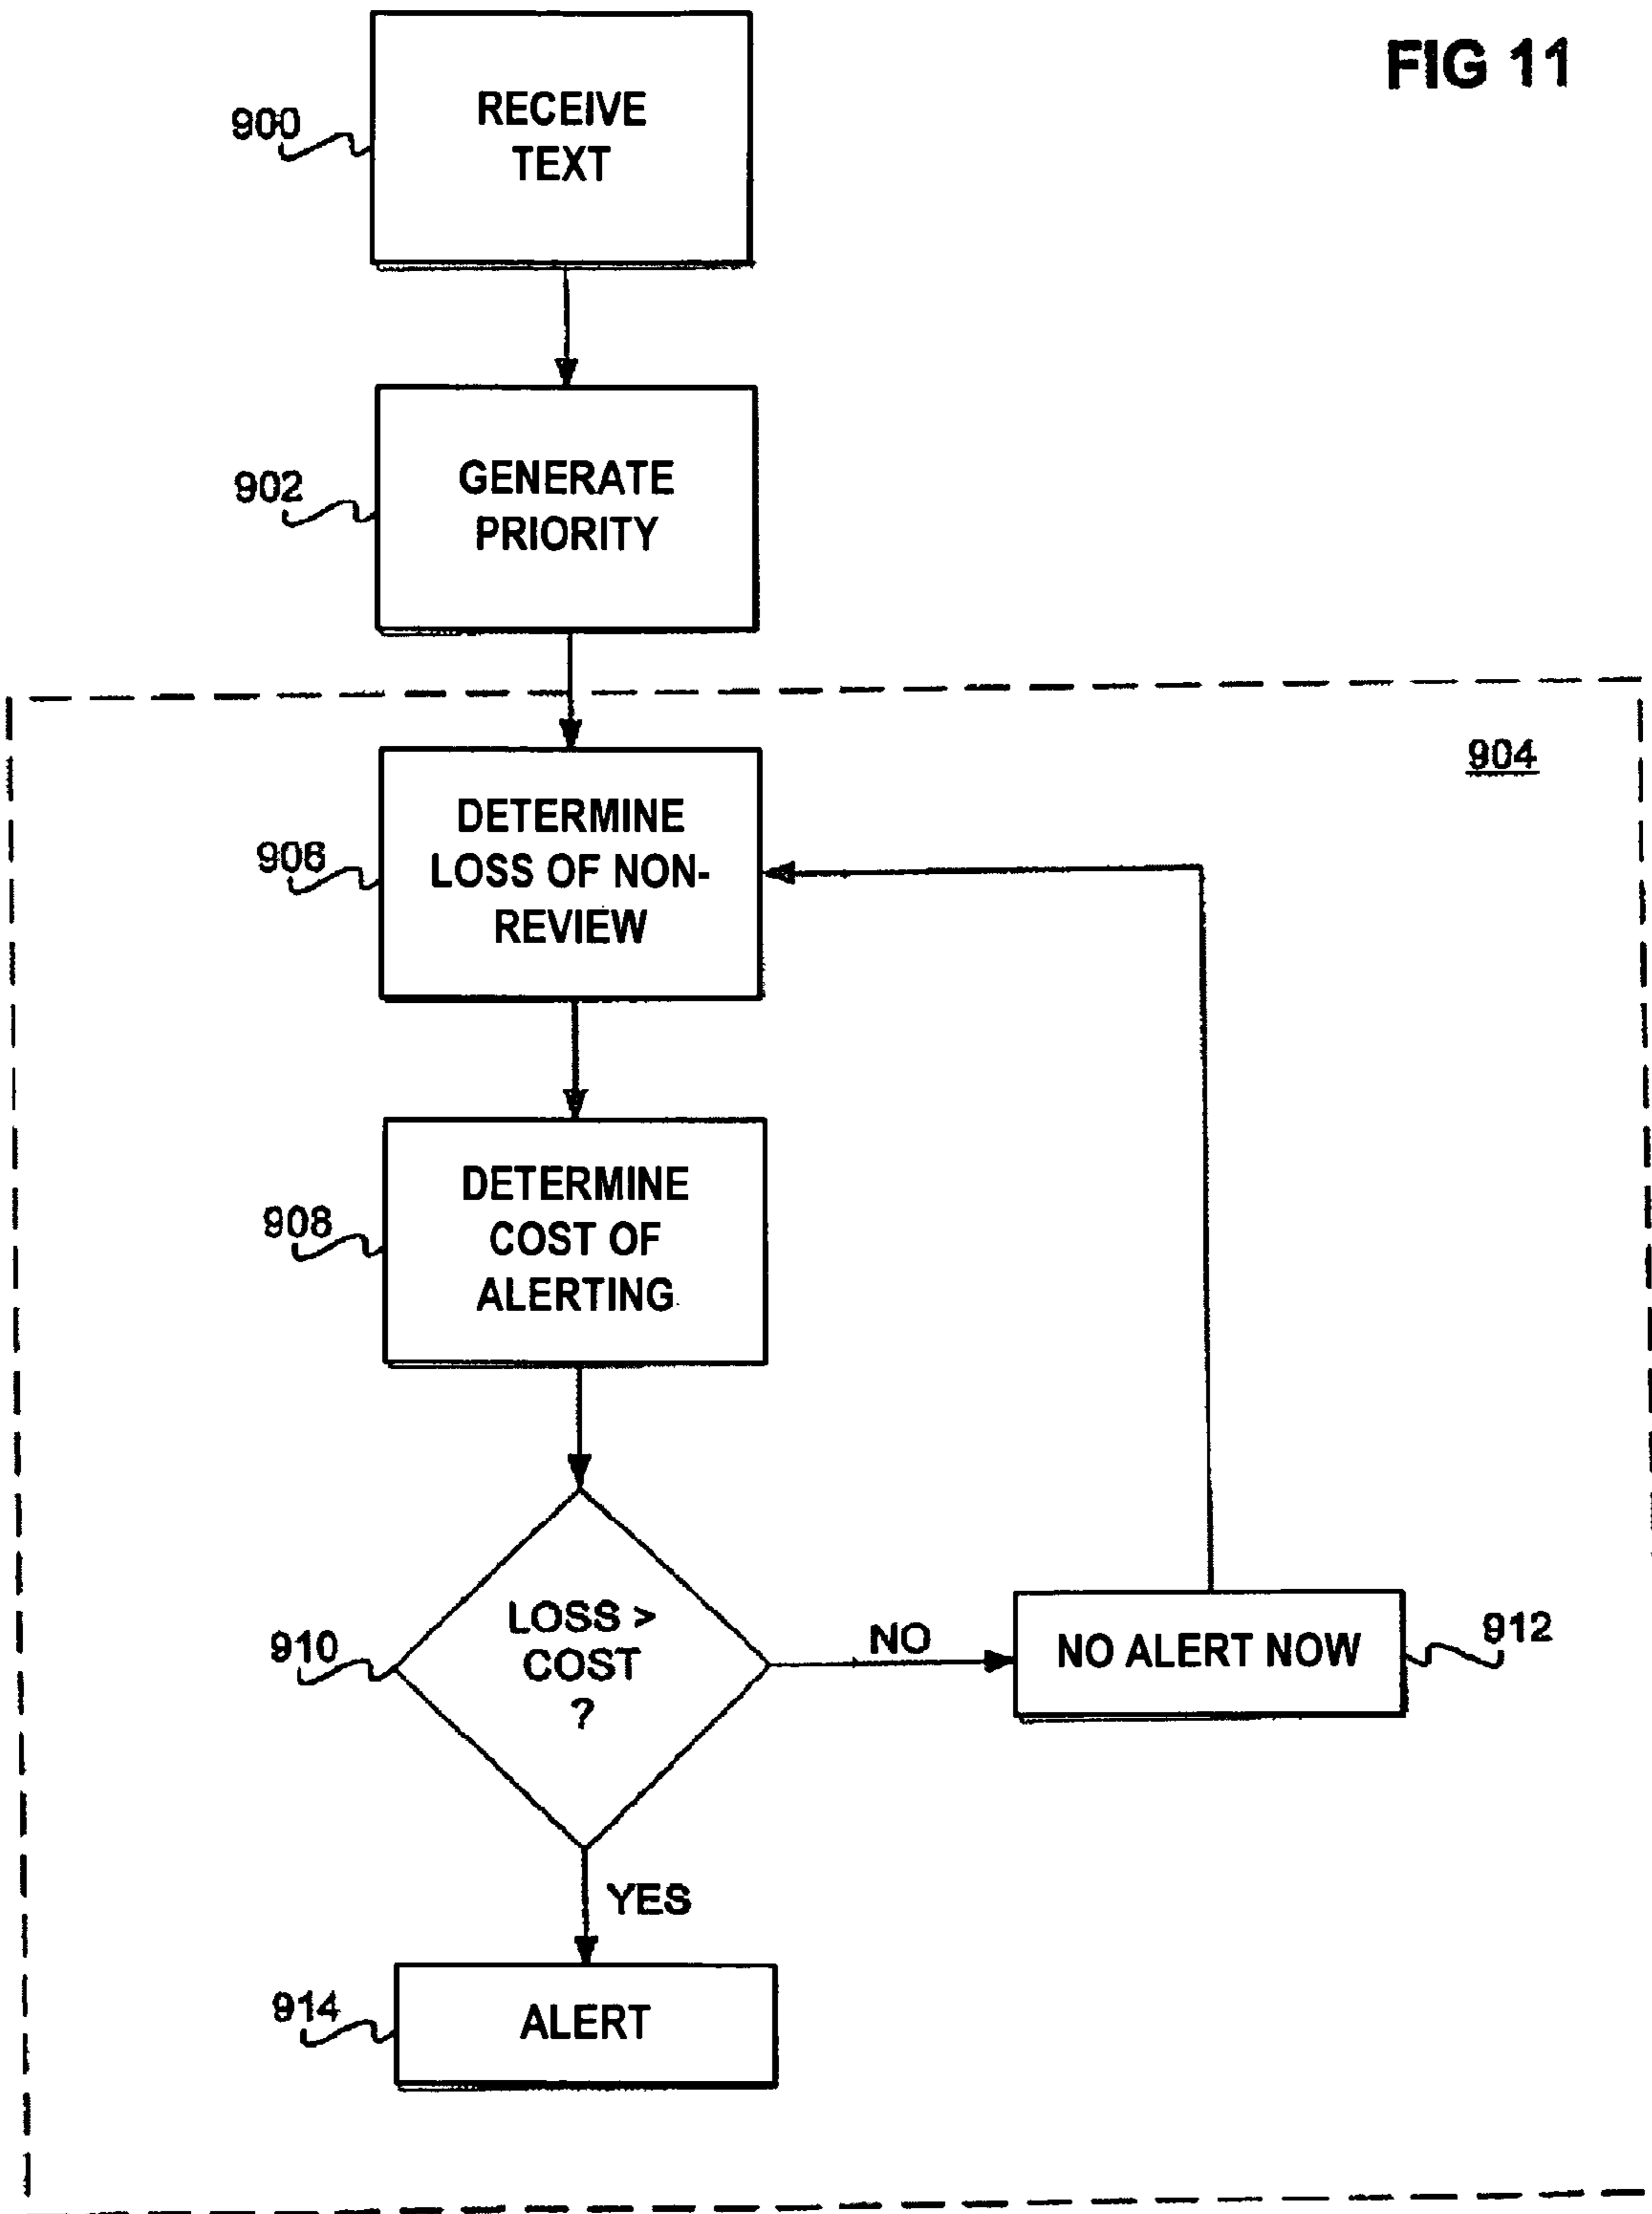 FIG 11
900
RECEIVE
TEXT
902
GENERATE
PRIORITY
904
906
DETERMINE
LOSS OF NON-
REVIEW
908
DETERMINE
COST OF
ALERTING
910
LOSS >
COST
?
NO
NO ALERT NOW
912
YES
914
ALERT